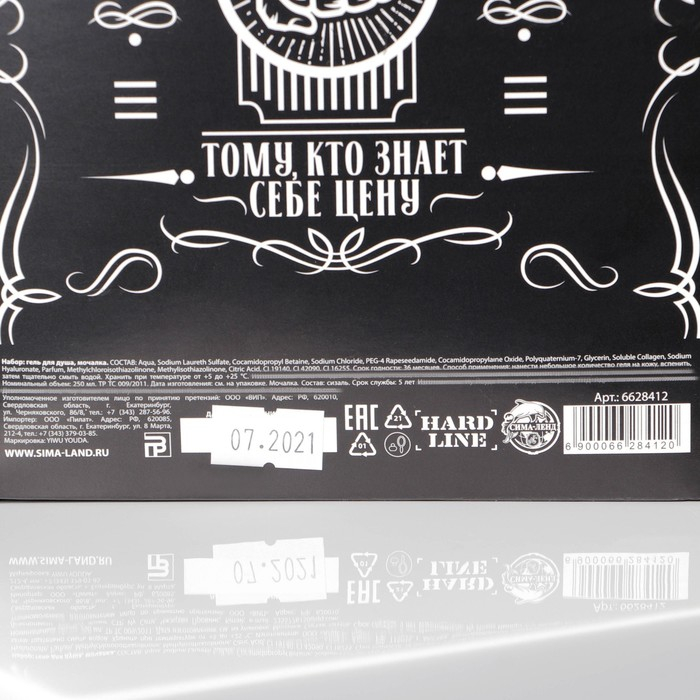 ТОМУ, КТО ЗНАЕТ
СЕБЕ ЦЕНУ
Набор: гель для душа, мочалка. СОСТАВ: Aqua, Sodium Laureth Sulfate, Cocamidopropyl Betaine, Sodium Chloride, PEG-4 Rapeseedamide, Cocamidopropylamine Oxide, Polyquaternium-7, Glycerin, Soluble Collagen, Sodium
Hyaluronate, Parfum, Methylchloroisothiazolinone, Methylisothiazolinone, Citric Acid, CI 19140, CI 42090, CI 16255. Срок годности: 36 месяцев. Способ применения: нанести небольшое количество геля на кожу, вспенить,
затем тщательно смыть водой. Хранить при температуре от +5 до +25 °C.
Номинальный объем: 250 мл. ТР ТС 009/2011. Дата изготовления: см. на упаковке. Мочалка. Состав: сизаль. Срок службы: 5 лет
Уполномоченное изготовителем лицо по принятию претензий: ООО «ВИП». Адрес: РФ, 620010,
Свердловская область, г. Екатеринбург,
ул. Черняховского, 86/8, тел.: +7 (343) 287-56-96.
Импортер: ООО «Пилат». Адрес: РФ, 620085,
Свердловская область, г. Екатеринбург, ул. 8 Марта,
212-4, тел.: +7 (343) 379-03-85.
Маркировка: YIWU YOUDA.
WWW.SIMA-LAND.RU
07.2021
EAC
21
01
HARD
LINE
СИМА-ЛЕНД
Арт.: 6628412
6 900066 284120